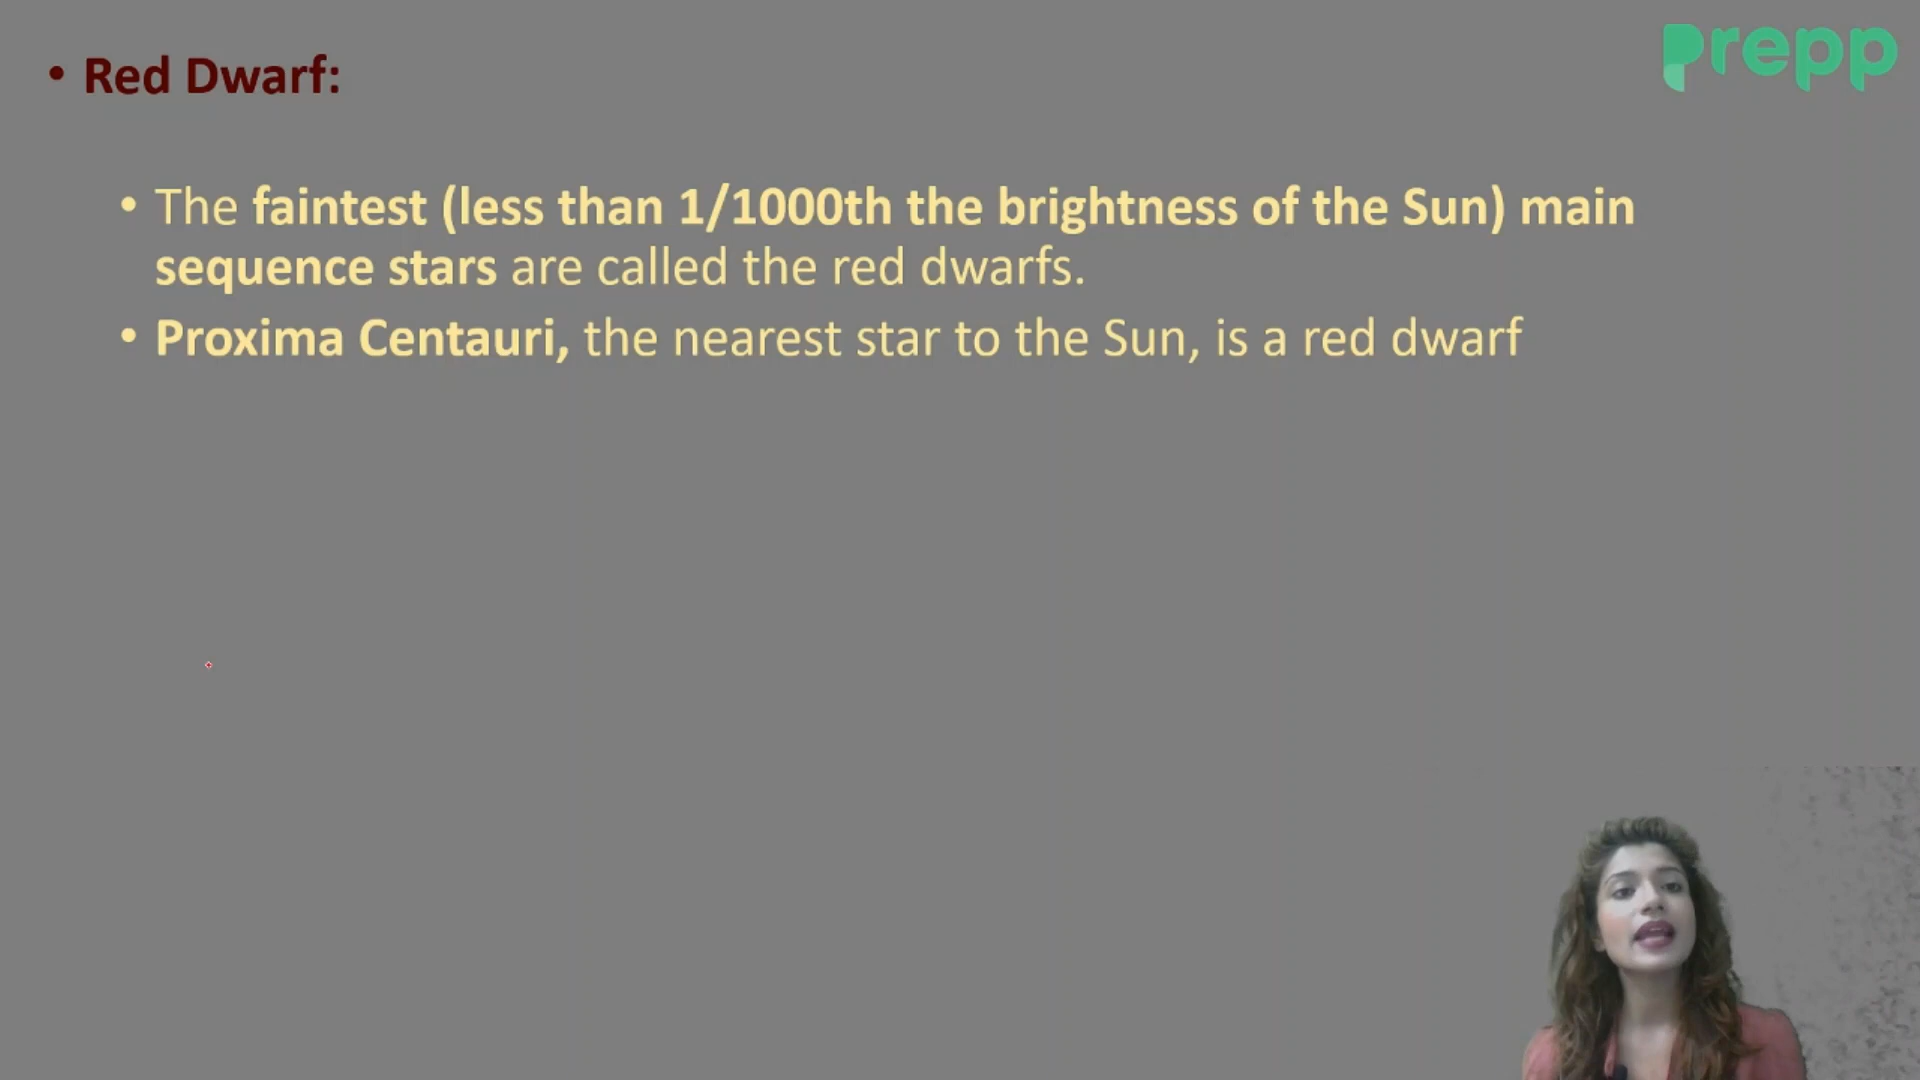 prepp
• Red Dwarf:
• The faintest (less than 1/1000th the brightness of the Sun) main
sequence stars are called the red dwarfs.
• Proxima Centauri, the nearest star to the Sun, is a red dwarf